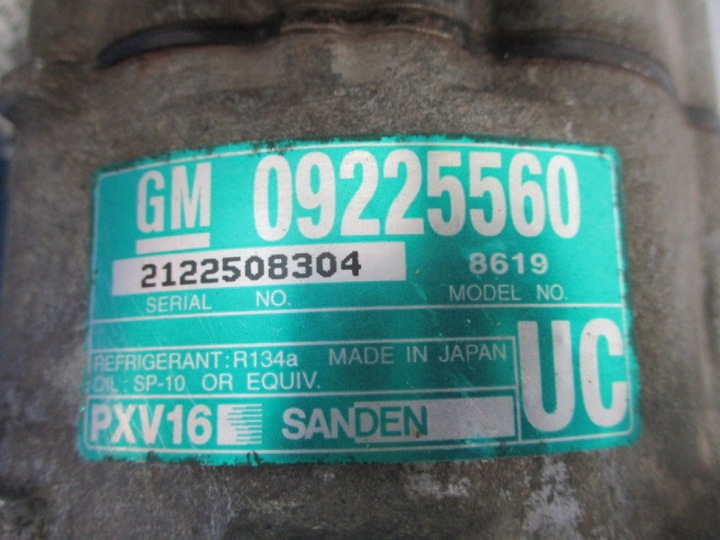 GM 09225560
2122508304 8619
SERIAL NO. MODEL NO.
REFRIGERANT: R134a MADE IN JAPAN
OIL : SP-10 OR EQUIV.
UC
PXV16 SANDEN